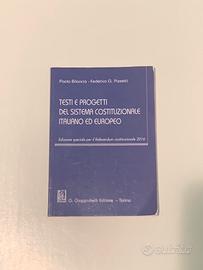 Paolo Bilancia - Federico G. Pizzetti
TESTI E PROGETTI
DEL SISTEMA COSTITUZIONALE
ITALIANO ED EUROPEO
Edizione speciale per il Referendum costituzionale 2016
G. Giappichelli Editore – Torino
subito